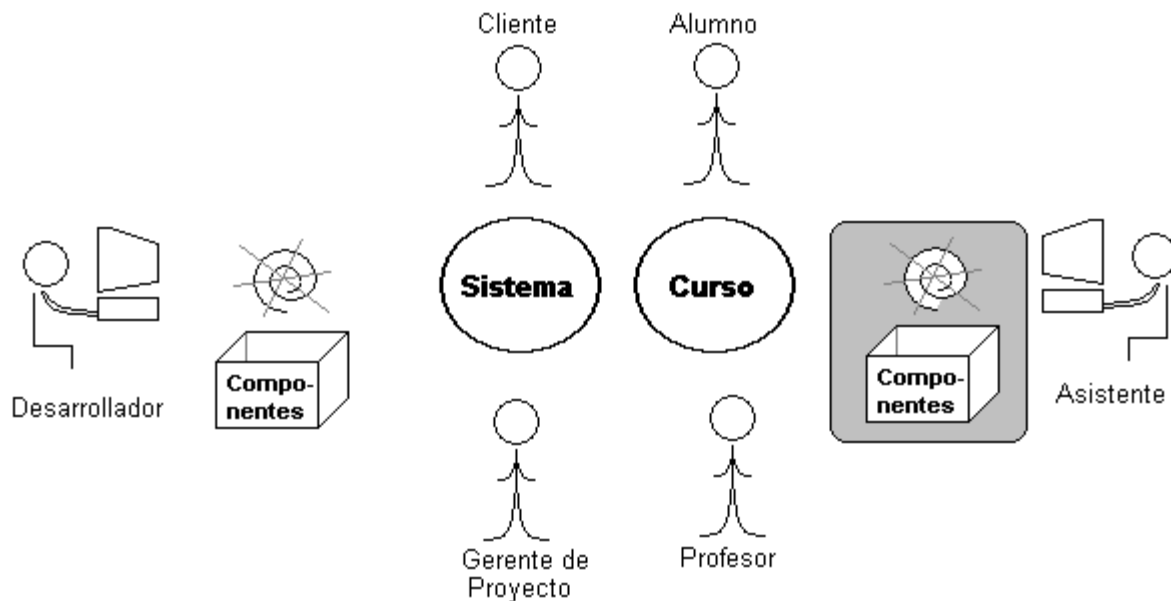 Cliente
Alumno
Sistema
Curso
Compo-
nentes
Desarrollador
Compo-
nentes
Asistente
Gerente de
Proyecto
Profesor